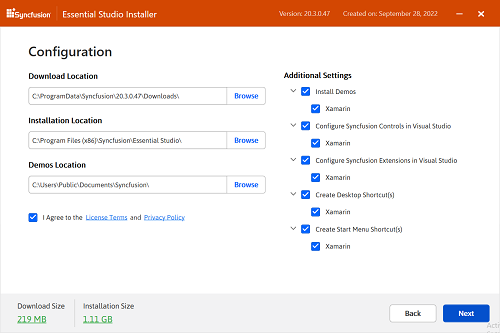 Syncfusion Essential Studio Installer Version: 20.3.0.47 Created on: September 28, 2022
Configuration
Download Location
C:\ProgramData\Syncfusion\20.3.0.47\Downloads\ Browse
Installation Location
C:\Program Files (x86)\Syncfusion\Essential Studio\ Browse
Demos Location
C:\Users\Public\Documents\Syncfusion\ Browse
I Agree to the License Terms and Privacy Policy
Additional Settings
Install Demos
Xamarin
Configure Syncfusion Controls in Visual Studio
Xamarin
Configure Syncfusion Extensions in Visual Studio
Xamarin
Create Desktop Shortcut(s)
Xamarin
Create Start Menu Shortcut(s)
Xamarin
Download Size Installation Size
219 MB 1.11 GB
Back Next